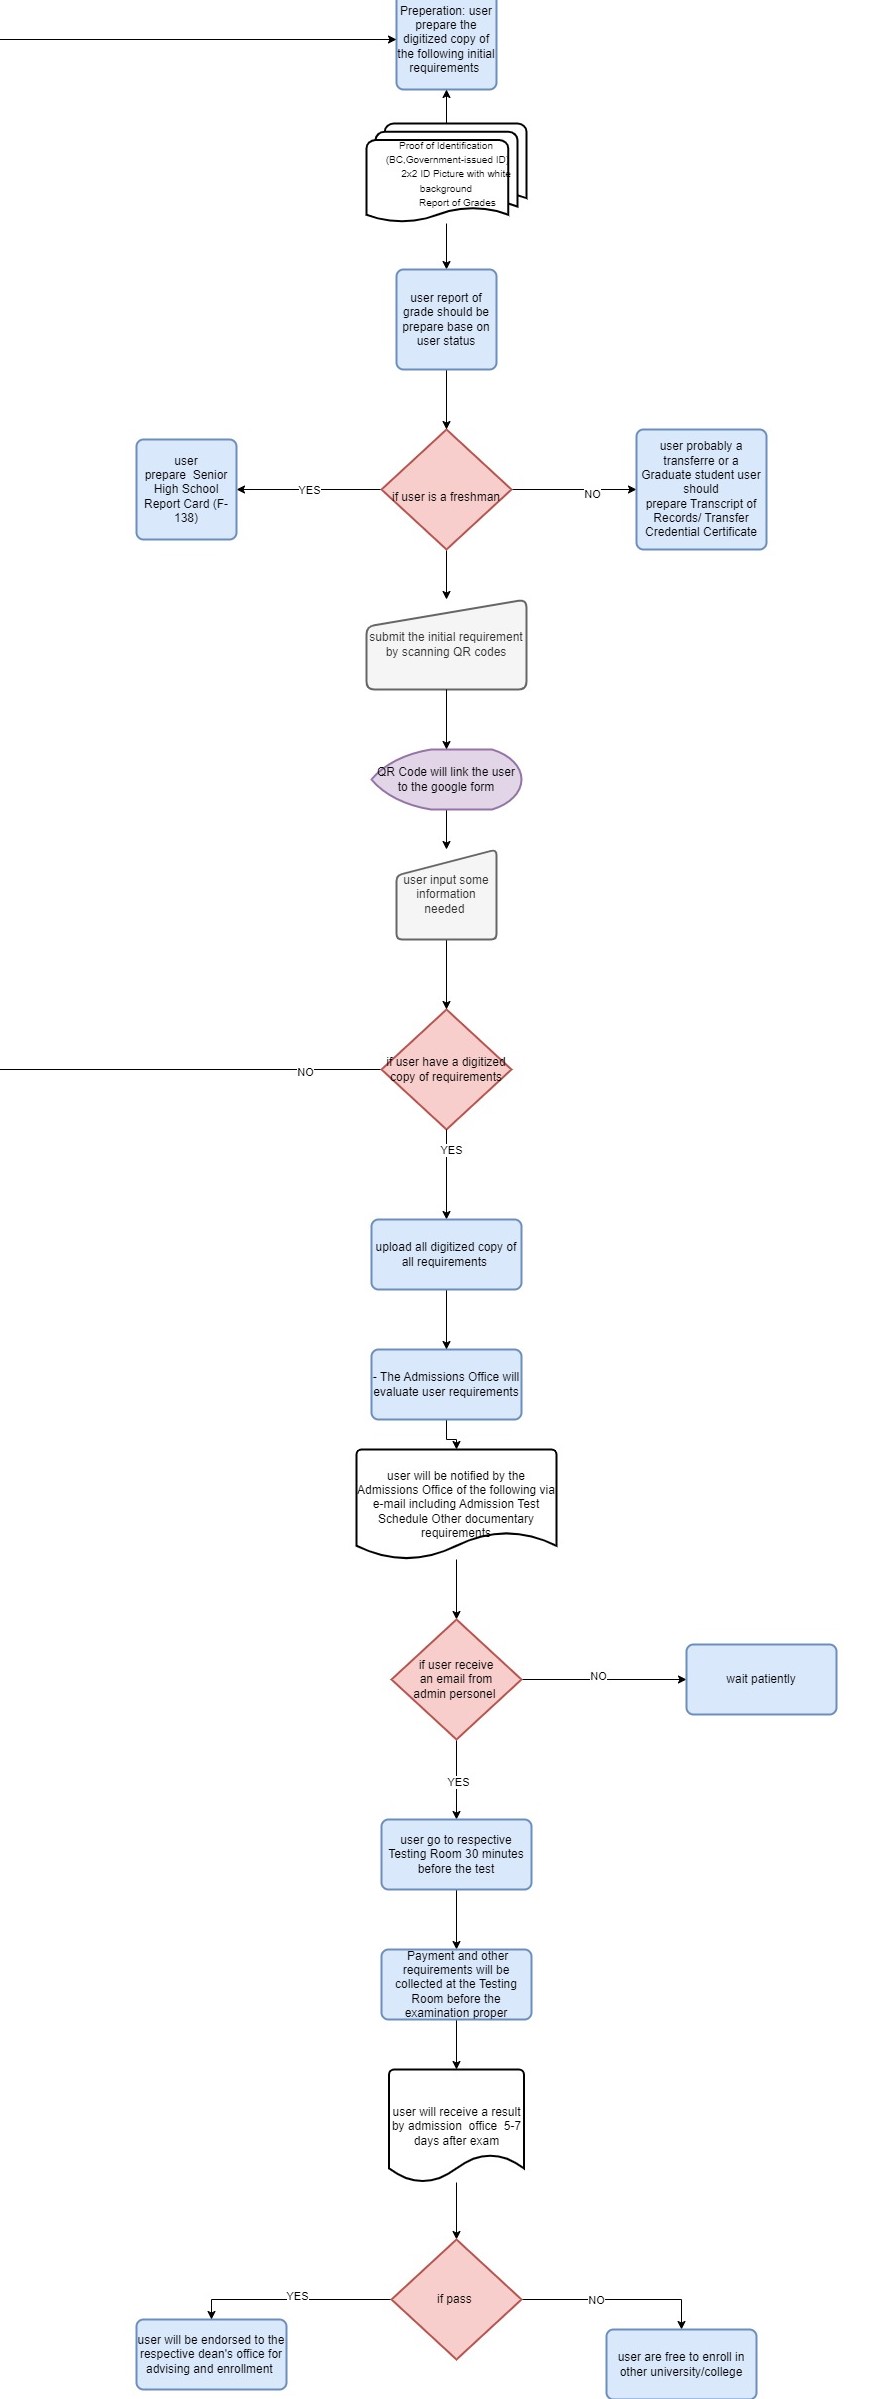 Preperation: user
prepare the
digitized copy of
the following initial
requirements
Proof of Identification
(BC,Government-issued ID)
2x2 ID Picture with white
background
Report of Grades
user report of
grade should be
prepare base on
user status
user
prepare  Senior
High School
Report Card (F-
138)
YES
if user is a freshman
NO
user probably a
transferre or a
Graduate student user
should
prepare Transcript of
Records/ Transfer
Credential Certificate
submit the initial requirement
by scanning QR codes
QR Code will link the user
to the google form
user input some
information
needed
if user have a digitized
copy of requirements
NO
YES
upload all digitized copy of
all requirements
- The Admissions Office will
evaluate user requirements
user will be notified by the
Admissions Office of the following via
e-mail including Admission Test
Schedule Other documentary
requirements
if user receive
an email from
admin personel
NO
wait patiently
YES
user go to respective
Testing Room 30 minutes
before the test
Payment and other
requirements will be
collected at the Testing
Room before the
examination proper
user will receive a result
by admission  office  5-7
days after exam
if pass
YES
NO
user will be endorsed to the
respective dean's office for
advising and enrollment
user are free to enroll in
other university/college